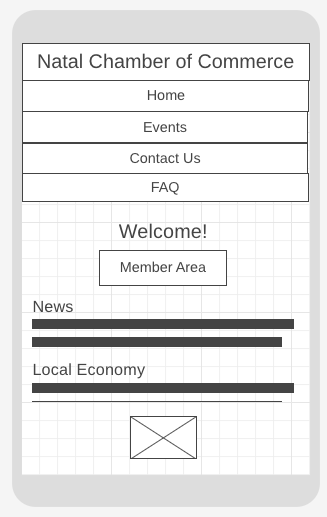 Natal Chamber of Commerce
Home
Events
Contact Us
FAQ
Welcome!
Member Area
News
Local Economy